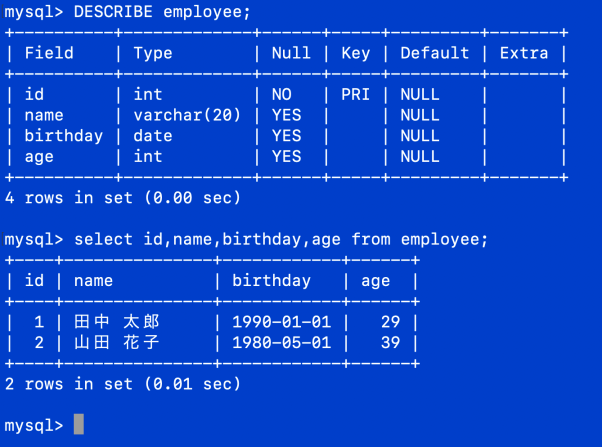 mysql> DESCRIBE employee;
+----------+-------------+------+-----+---------+-------+
| Field    | Type        | Null | Key | Default | Extra |
+----------+-------------+------+-----+---------+-------+
| id       | int         | NO   | PRI | NULL    |       |
| name     | varchar(20) | YES  |     | NULL    |       |
| birthday | date        | YES  |     | NULL    |       |
| age      | int         | YES  |     | NULL    |       |
+----------+-------------+------+-----+---------+-------+
4 rows in set (0.00 sec)
mysql> select id,name,birthday,age from employee;
+----+---------------+------------+------+
| id | name          | birthday   | age  |
+----+---------------+------------+------+
|  1 | 田中 太郎     | 1990-01-01 |   29 |
|  2 | 山田 花子     | 1980-05-01 |   39 |
+----+---------------+------------+------+
2 rows in set (0.01 sec)
mysql>